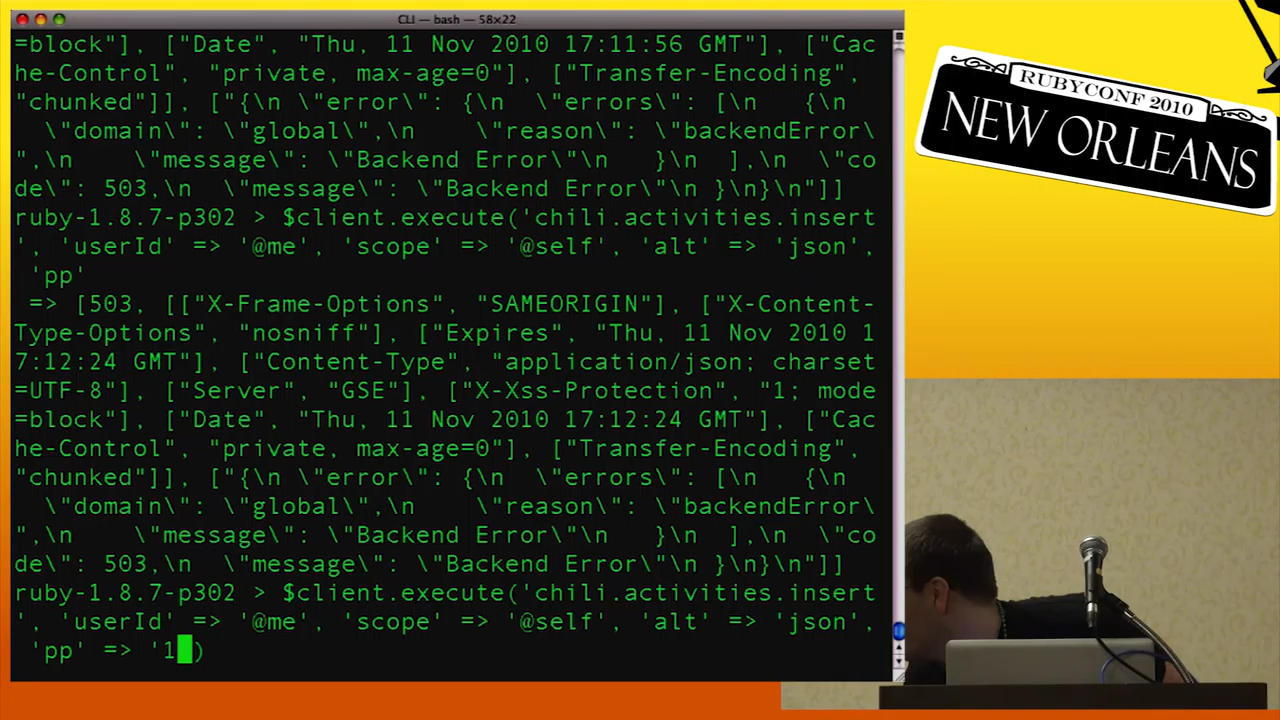 CLI — bash — 58×22
=block"], ["Date", "Thu, 11 Nov 2010 17:11:56 GMT"], ["Cac
he-Control", "private, max-age=0"], ["Transfer-Encoding",
"chunked"]], ["{\n \"error\": {\n  \"errors\": [\n   {\n
  \"domain\": \"global\",\n    \"reason\": \"backendError\
",\n    \"message\": \"Backend Error\"\n   }\n  ],\n  \"co
de\": 503,\n  \"message\": \"Backend Error\"\n }\n}\n"]]
ruby-1.8.7-p302 > $client.execute('chili.activities.insert
', 'userId' => '@me', 'scope' => '@self', 'alt' => 'json',
 'pp'
 => [503, [["X-Frame-Options", "SAMEORIGIN"], ["X-Content-
Type-Options", "nosniff"], ["Expires", "Thu, 11 Nov 2010 1
7:12:24 GMT"], ["Content-Type", "application/json; charset
=UTF-8"], ["Server", "GSE"], ["X-Xss-Protection", "1; mode
=block"], ["Date", "Thu, 11 Nov 2010 17:12:24 GMT"], ["Cac
he-Control", "private, max-age=0"], ["Transfer-Encoding",
"chunked"]], ["{\n \"error\": {\n  \"errors\": [\n   {\n
  \"domain\": \"global\",\n    \"reason\": \"backendError\
",\n    \"message\": \"Backend Error\"\n   }\n  ],\n  \"co
de\": 503,\n  \"message\": \"Backend Error\"\n }\n}\n"]]
ruby-1.8.7-p302 > $client.execute('chili.activities.insert
', 'userId' => '@me', 'scope' => '@self', 'alt' => 'json',
 'pp' => '1 )
RUBYCONF 2010
NEW ORLEANS